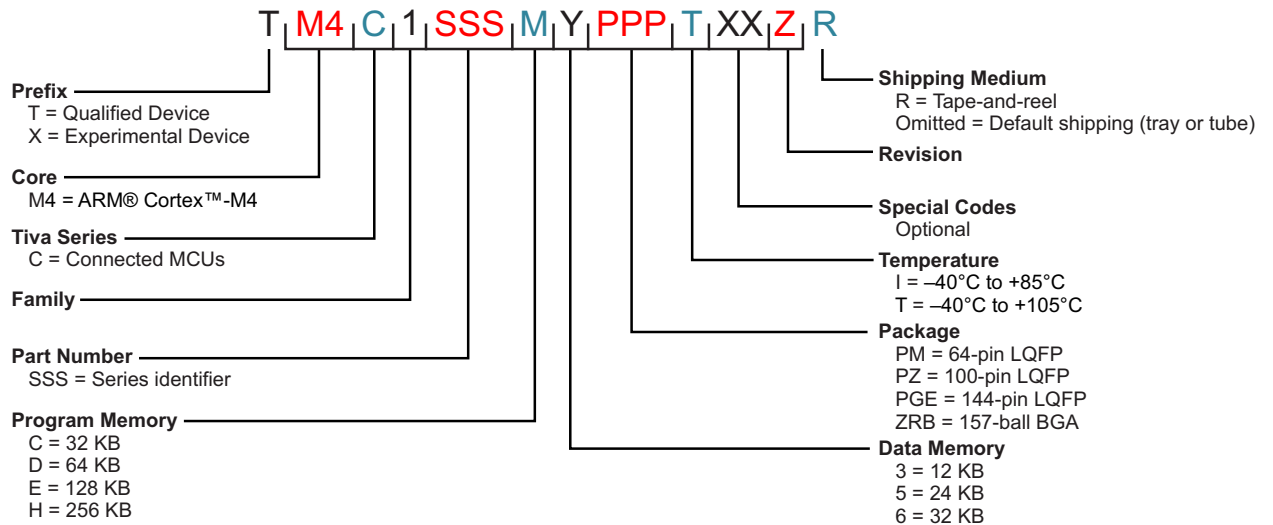 T M4 C 1 SSS M Y PPP T XX Z R
Prefix
T = Qualified Device
X = Experimental Device
Core
M4 = ARM® Cortex™-M4
Tiva Series
C = Connected MCUs
Family
Part Number
SSS = Series identifier
Program Memory
C = 32 KB
D = 64 KB
E = 128 KB
H = 256 KB
Shipping Medium
R = Tape-and-reel
Omitted = Default shipping (tray or tube)
Revision
Special Codes
Optional
Temperature
I = –40°C to +85°C
T = –40°C to +105°C
Package
PM = 64-pin LQFP
PZ = 100-pin LQFP
PGE = 144-pin LQFP
ZRB = 157-ball BGA
Data Memory
3 = 12 KB
5 = 24 KB
6 = 32 KB